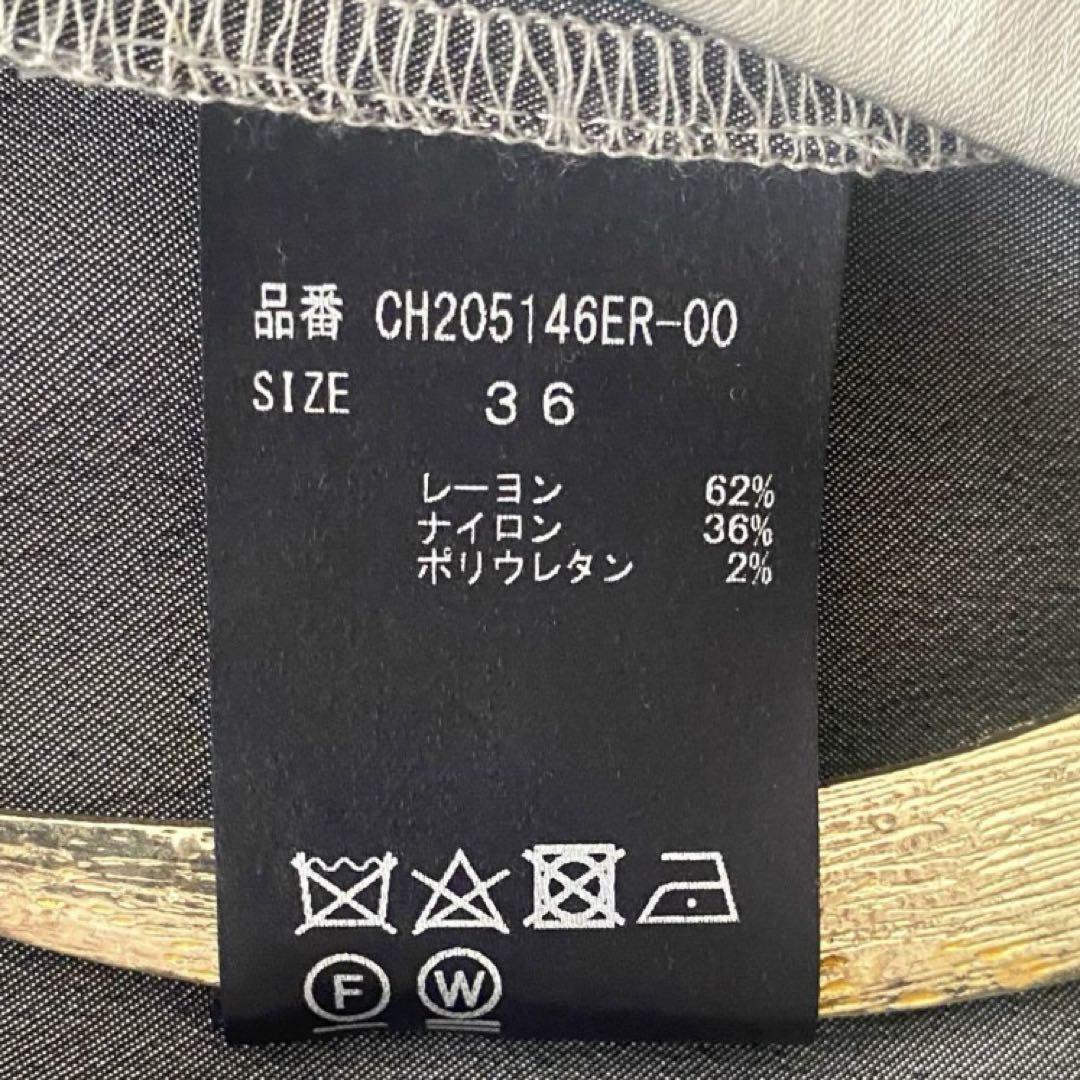 品番 CH205146ER-00
SIZE 36
レーヨン 62%
ナイロン 36%
ポリウレタン 2%
F W